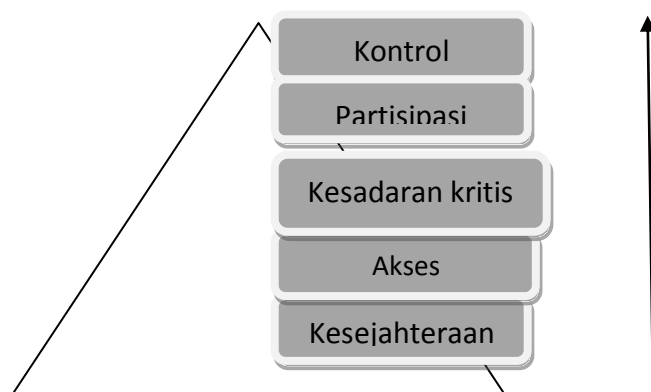 Kontrol
Partisipasi
Kesadaran kritis
Akses
Kesejahteraan